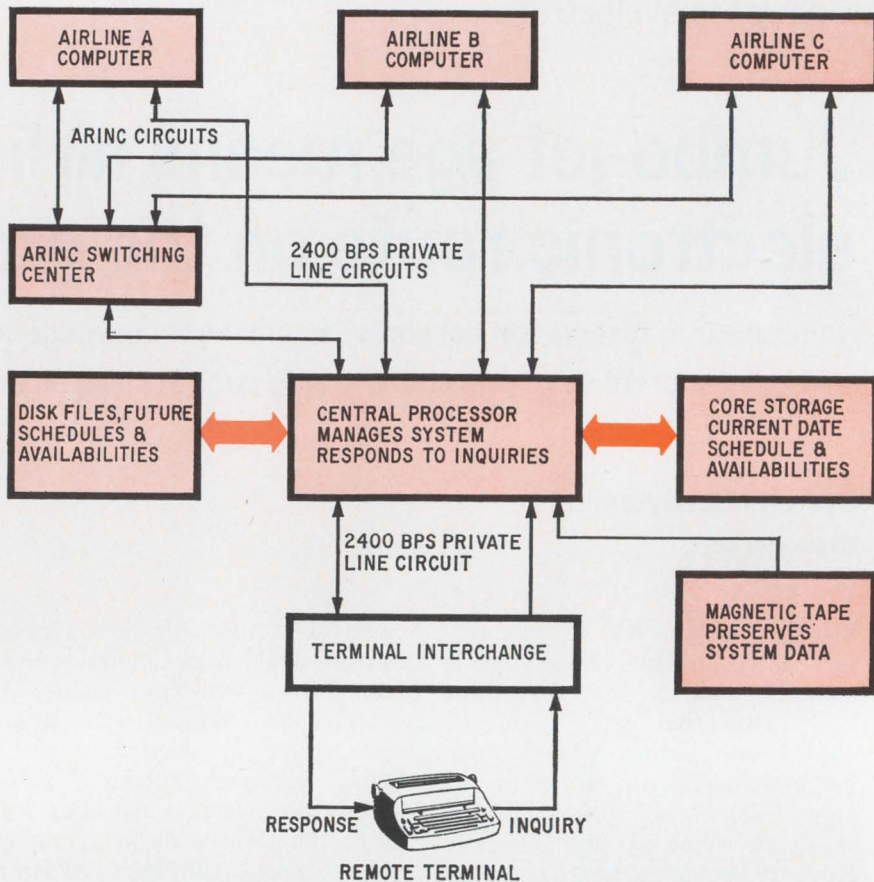 AIRLINE A
COMPUTER
AIRLINE B
COMPUTER
AIRLINE C
COMPUTER
ARINC CIRCUITS
ARINC SWITCHING
CENTER
2400 BPS PRIVATE
LINE CIRCUITS
DISK FILES, FUTURE
SCHEDULES &
AVAILABILITIES
CENTRAL PROCESSOR
MANAGES SYSTEM
RESPONDS TO INQUIRIES
CORE STORAGE
CURRENT DATE
SCHEDULE &
AVAILABILITIES
2400 BPS PRIVATE
LINE CIRCUIT
MAGNETIC TAPE
PRESERVES
SYSTEM DATA
TERMINAL INTERCHANGE
RESPONSE
INQUIRY
REMOTE TERMINAL